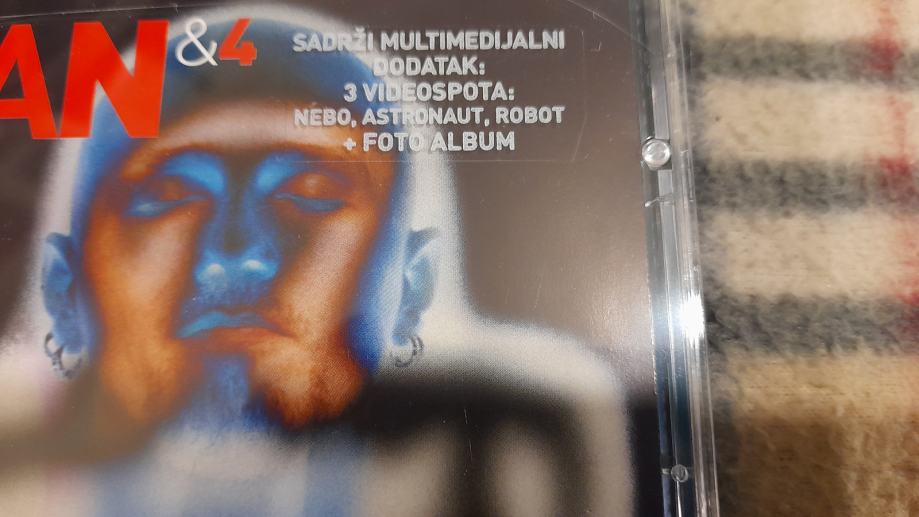 AN &4
SADRŽI MULTIMEDIJALNI
DODATAK:
3 VIDEOSPOTA:
NEBO, ASTRONAUT, ROBOT
+ FOTO ALBUM